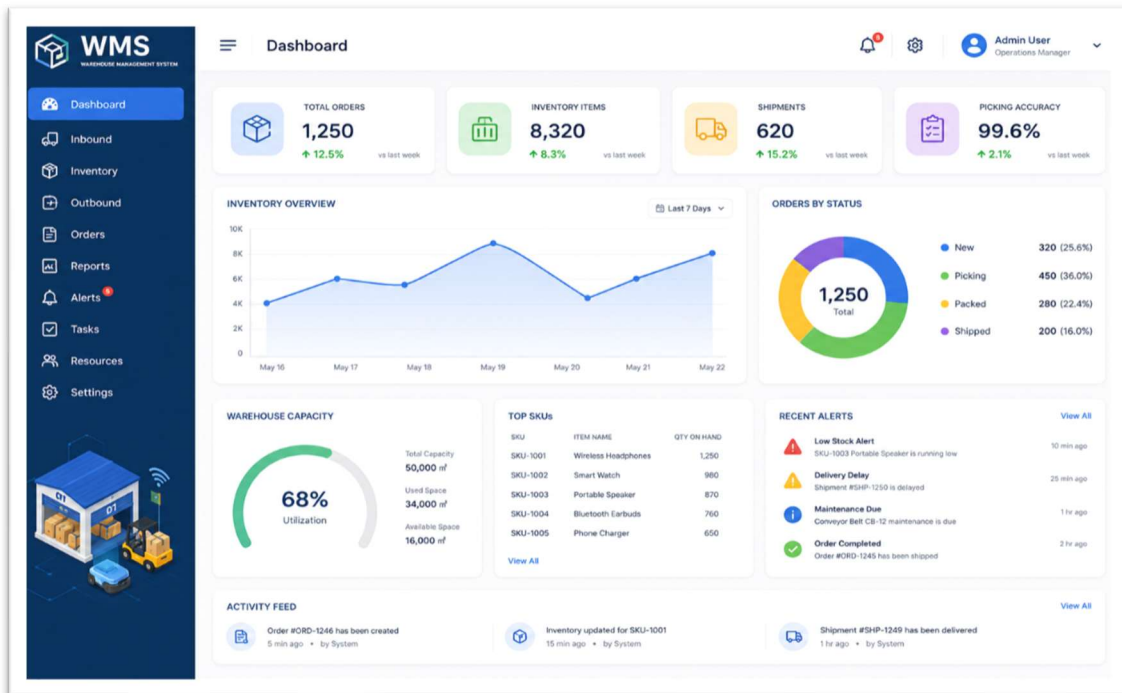 WMS
WAREHOUSE MANAGEMENT SYSTEM
Dashboard
Inbound
Inventory
Outbound
Orders
Reports
Alerts
Tasks
Resources
Settings
01
Dashboard
Admin User
Operations Manager
TOTAL ORDERS
1,250
12.5% vs last week
INVENTORY ITEMS
8,320
8.3% vs last week
SHIPMENTS
620
15.2% vs last week
PICKING ACCURACY
99.6%
2.1% vs last week
INVENTORY OVERVIEW
Last 7 Days
10K
8K
6K
4K
2K
0
May 16 May 17 May 18 May 19 May 20 May 21 May 22
ORDERS BY STATUS
1,250
Total
New 320 (25.6%)
Picking 450 (36.0%)
Packed 280 (22.4%)
Shipped 200 (16.0%)
WAREHOUSE CAPACITY
68%
Utilization
Total Capacity
50,000 ㎡
Used Space
34,000 ㎡
Available Space
16,000 ㎡
TOP SKUs
SKU ITEM NAME QTY ON HAND
SKU-1001 Wireless Headphones 1,250
SKU-1002 Smart Watch 980
SKU-1003 Portable Speaker 870
SKU-1004 Bluetooth Earbuds 760
SKU-1005 Phone Charger 650
View All
RECENT ALERTS View All
Low Stock Alert 10 min ago
SKU-1003 Portable Speaker is running low
Delivery Delay 25 min ago
Shipment #SHP-1250 is delayed
Maintenance Due 1 hr ago
Conveyor Belt CB-12 maintenance is due
Order Completed 2 hr ago
Order #ORD-1245 has been shipped
ACTIVITY FEED View All
Order #ORD-1246 has been created
5 min ago • by System
Inventory updated for SKU-1001
15 min ago • by System
Shipment #SHP-1249 has been delivered
1 hr ago • by System